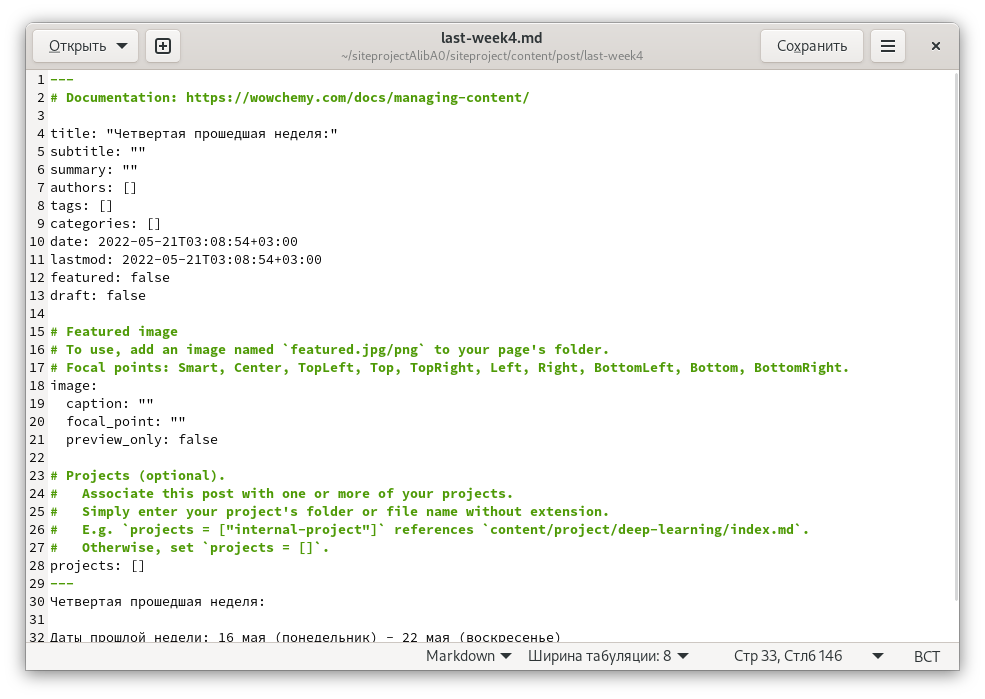 Открыть
last-week4.md
~/siteprojectAlibA0/siteproject/content/post/last-week4
Сохранить
1 ---
2 # Documentation: https://wowchemy.com/docs/managing-content/
3
4 title: "Четвертая прошедшая неделя:"
5 subtitle: ""
6 summary: ""
7 authors: []
8 tags: []
9 categories: []
10 date: 2022-05-21T03:08:54+03:00
11 lastmod: 2022-05-21T03:08:54+03:00
12 featured: false
13 draft: false
14
15 # Featured image
16 # To use, add an image named `featured.jpg/png` to your page's folder.
17 # Focal points: Smart, Center, TopLeft, Top, TopRight, Left, Right, BottomLeft, Bottom, BottomRight.
18 image:
19   caption: ""
20   focal_point: ""
21   preview_only: false
22
23 # Projects (optional).
24 #   Associate this post with one or more of your projects.
25 #   Simply enter your project's folder or file name without extension.
26 #   E.g. `projects = ["internal-project"]` references `content/project/deep-learning/index.md`.
27 #   Otherwise, set `projects = []`.
28 projects: []
29 ---
30 Четвертая прошедшая неделя:
31
32 Даты прошлой недели: 16 мая (понедельник) - 22 мая (воскресенье)
Markdown Ширина табуляции: 8 Стр 33, Стлб 146 ВСТ